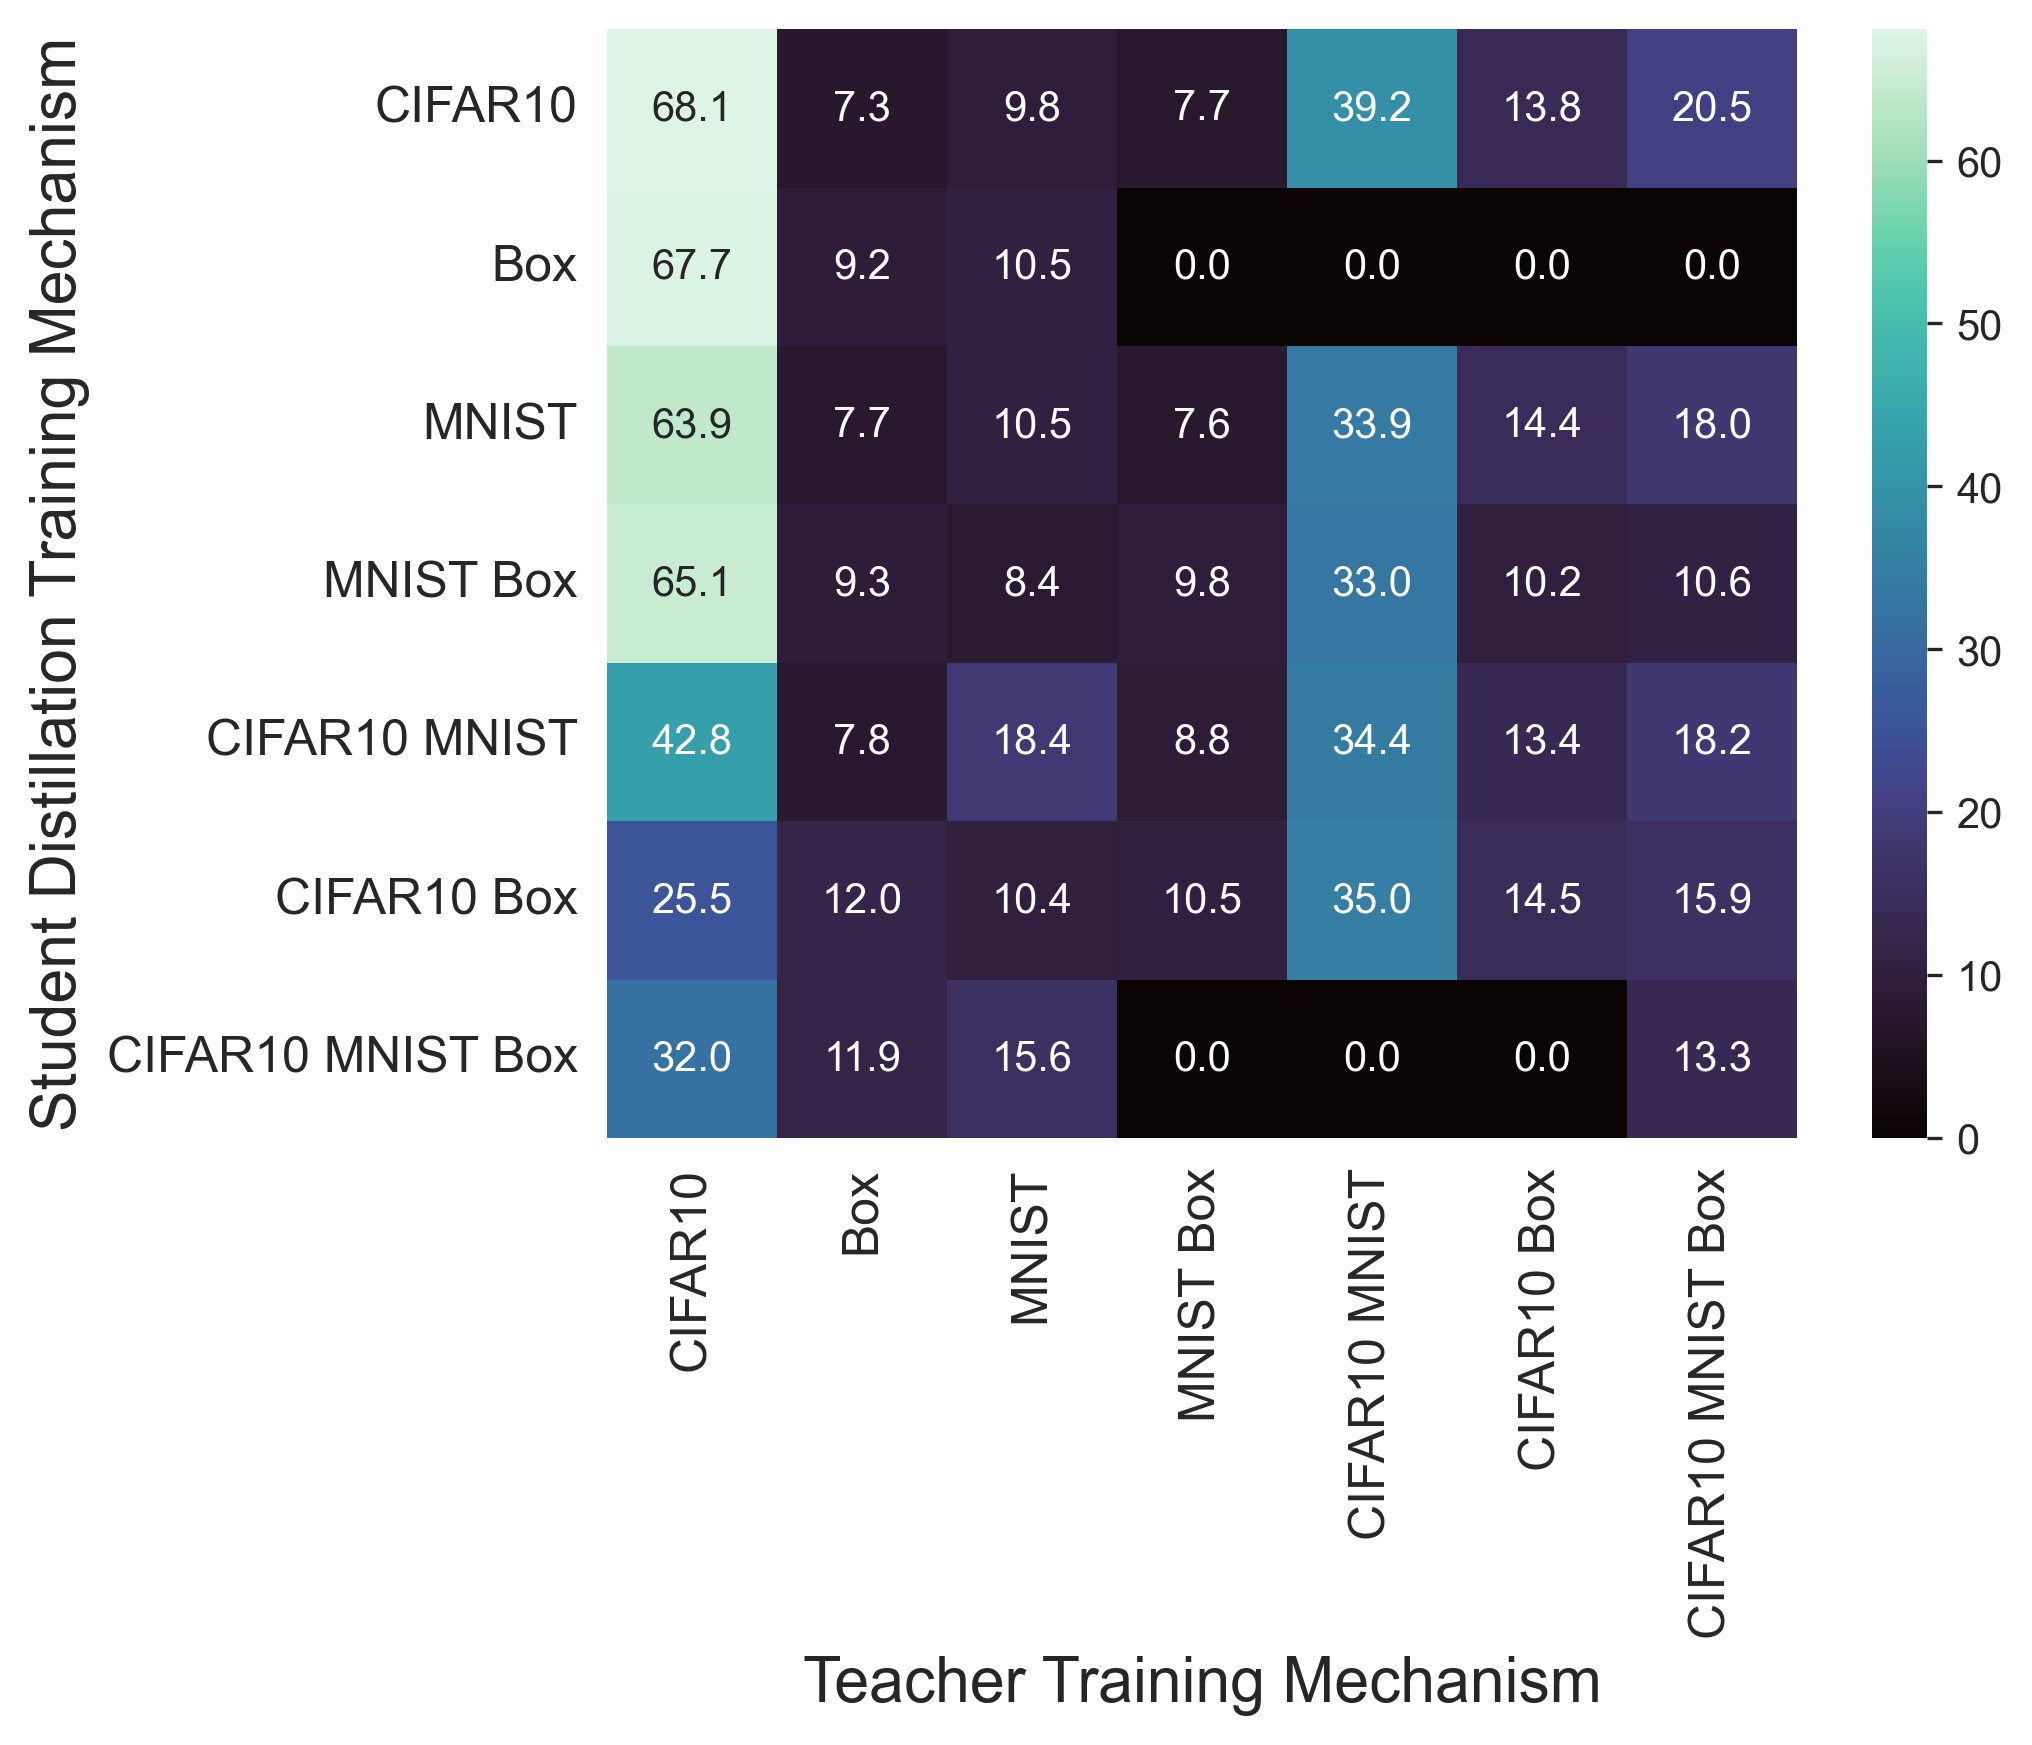 Student Distillation Training Mechanism
CIFAR10 68.1 7.3 9.8 7.7 39.2 13.8 20.5
Box 67.7 9.2 10.5 0.0 0.0 0.0 0.0
MNIST 63.9 7.7 10.5 7.6 33.9 14.4 18.0
MNIST Box 65.1 9.3 8.4 9.8 33.0 10.2 10.6
CIFAR10 MNIST 42.8 7.8 18.4 8.8 34.4 13.4 18.2
CIFAR10 Box 25.5 12.0 10.4 10.5 35.0 14.5 15.9
CIFAR10 MNIST Box 32.0 11.9 15.6 0.0 0.0 0.0 13.3
CIFAR10
Box
MNIST
MNIST Box
CIFAR10 MNIST
CIFAR10 Box
CIFAR10 MNIST Box
Teacher Training Mechanism
60
50
40
30
20
10
0